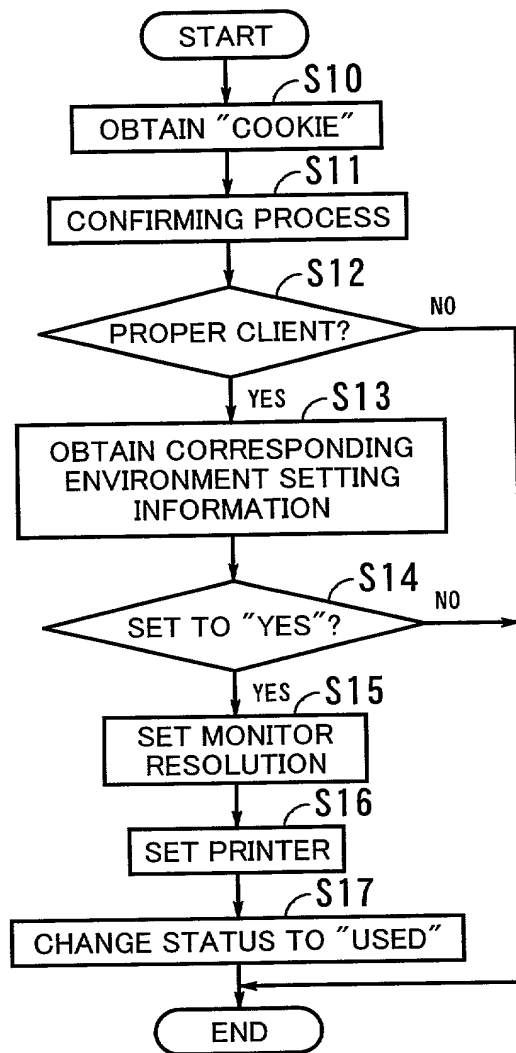 START
S10
OBTAIN "COOKIE"
S11
CONFIRMING PROCESS
S12
PROPER CLIENT?
NO
YES
S13
OBTAIN CORRESPONDING
ENVIRONMENT SETTING
INFORMATION
S14
SET TO "YES"?
NO
YES
S15
SET MONITOR
RESOLUTION
S16
SET PRINTER
S17
CHANGE STATUS TO "USED"
END